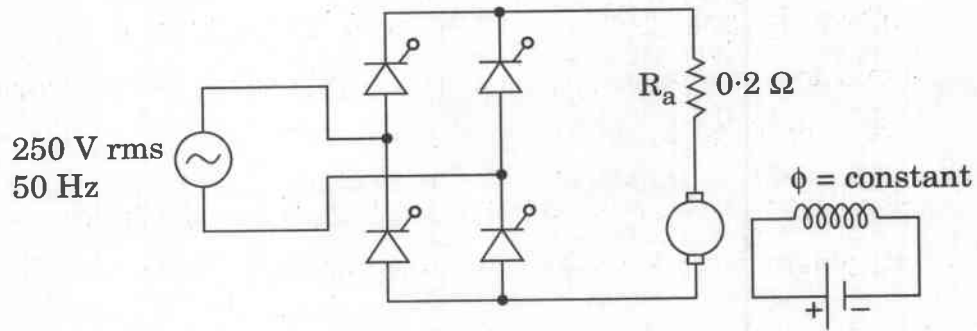 250 V rms
50 Hz
Rₐ 0·2 Ω
ϕ = constant
+ −